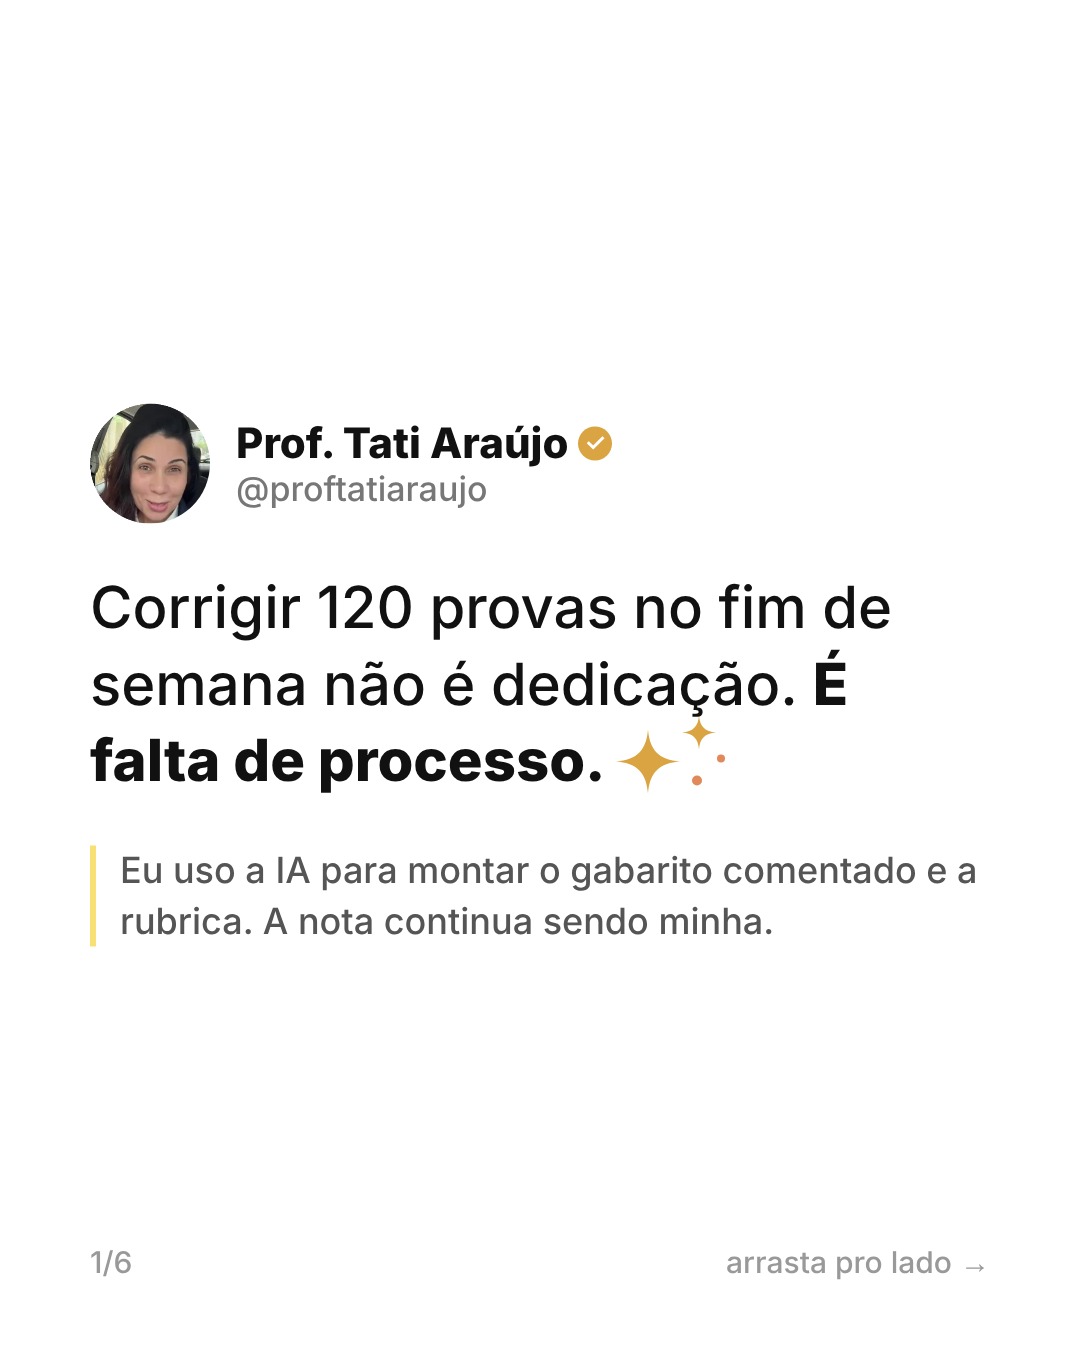 Prof. Tati Araújo
@proftatiaraujo
Corrigir 120 provas no fim de
semana não é dedicação. É
falta de processo.
Eu uso a IA para montar o gabarito comentado e a
rubrica. A nota continua sendo minha.
1/6
arrasta pro lado →